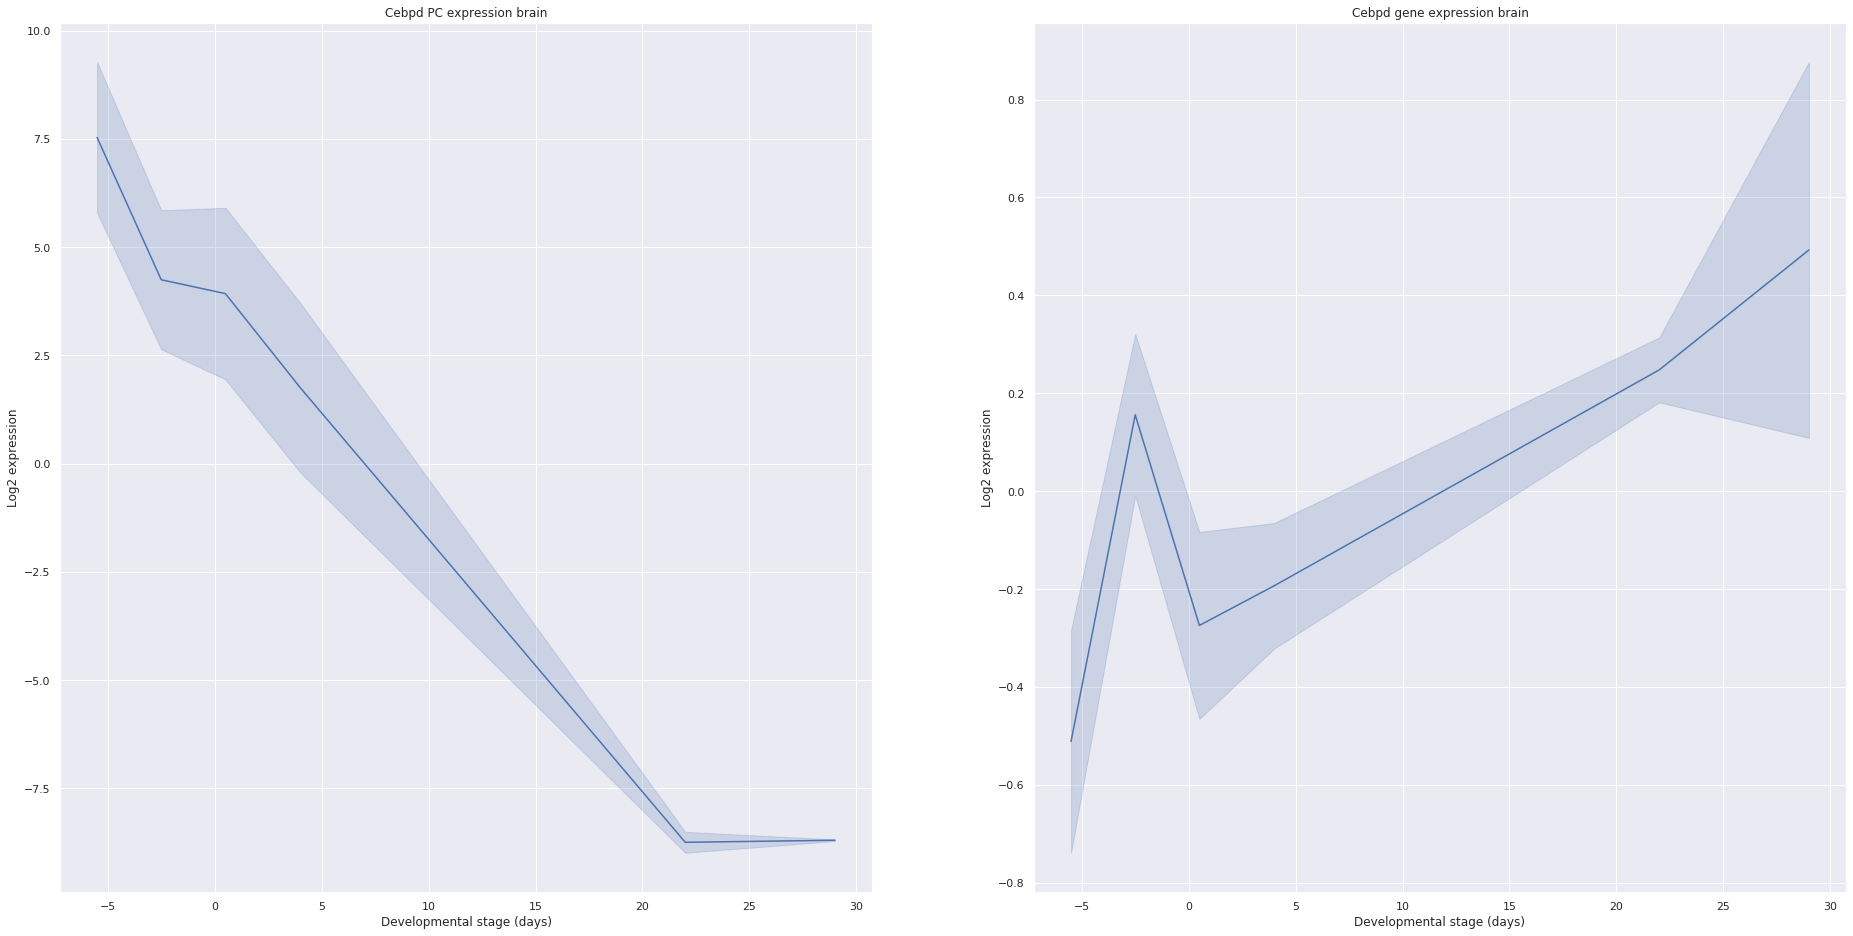 Cebpd PC expression brain
10.0
7.5
5.0
2.5
0.0
−2.5
−5.0
−7.5
Log2 expression
−5 0 5 10 15 20 25 30
Developmental stage (days)
Cebpd gene expression brain
0.8
0.6
0.4
0.2
0.0
−0.2
−0.4
−0.6
−0.8
Log2 expression
−5 0 5 10 15 20 25 30
Developmental stage (days)